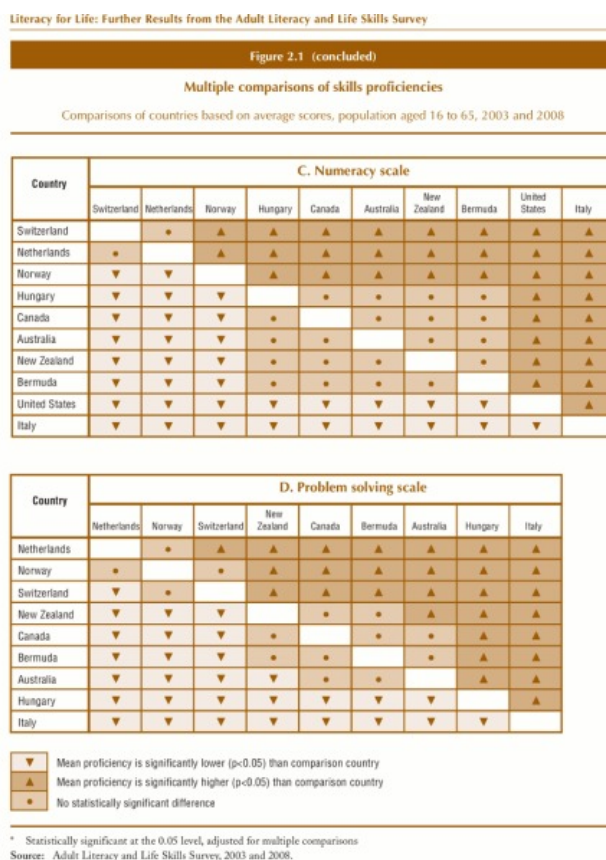 Literacy for Life: Further Results from the Adult Literacy and Life Skills Survey
Figure 2.1 (concluded)
Multiple comparisons of skills proficiencies
Comparisons of countries based on average scores, population aged 16 to 65, 2003 and 2008
Country
C. Numeracy scale
Switzerland Netherlands Norway Hungary Canada Australia New Zealand Bermuda United States Italy
Switzerland • ▲ ▲ ▲ ▲ ▲ ▲ ▲ ▲
Netherlands • ▲ ▲ ▲ ▲ ▲ ▲ ▲ ▲
Norway ▼ ▼ ▲ ▲ ▲ ▲ ▲ ▲ ▲
Hungary ▼ ▼ ▼ • • • • ▲ ▲
Canada ▼ ▼ ▼ • • • • ▲ ▲
Australia ▼ ▼ ▼ • • • • ▲ ▲
New Zealand ▼ ▼ ▼ • • • • ▲ ▲
Bermuda ▼ ▼ ▼ • • • • ▲ ▲
United States ▼ ▼ ▼ ▼ ▼ ▼ ▼ ▼ ▲
Italy ▼ ▼ ▼ ▼ ▼ ▼ ▼ ▼ ▼
Country
D. Problem solving scale
Netherlands Norway Switzerland New Zealand Canada Bermuda Australia Hungary Italy
Netherlands • ▲ ▲ ▲ ▲ ▲ ▲ ▲
Norway • • ▲ ▲ ▲ ▲ ▲ ▲
Switzerland ▼ • ▲ ▲ ▲ ▲ ▲ ▲
New Zealand ▼ ▼ ▼ • • ▲ ▲ ▲
Canada ▼ ▼ ▼ • • • ▲ ▲
Bermuda ▼ ▼ ▼ • • • ▲ ▲
Australia ▼ ▼ ▼ ▼ • • ▲ ▲
Hungary ▼ ▼ ▼ ▼ ▼ ▼ ▼ ▲
Italy ▼ ▼ ▼ ▼ ▼ ▼ ▼ ▼
▼ Mean proficiency is significantly lower (p<0.05) than comparison country
▲ Mean proficiency is significantly higher (p<0.05) than comparison country
• No statistically significant difference
* Statistically significant at the 0.05 level, adjusted for multiple comparisons
Source: Adult Literacy and Life Skills Survey, 2003 and 2008.